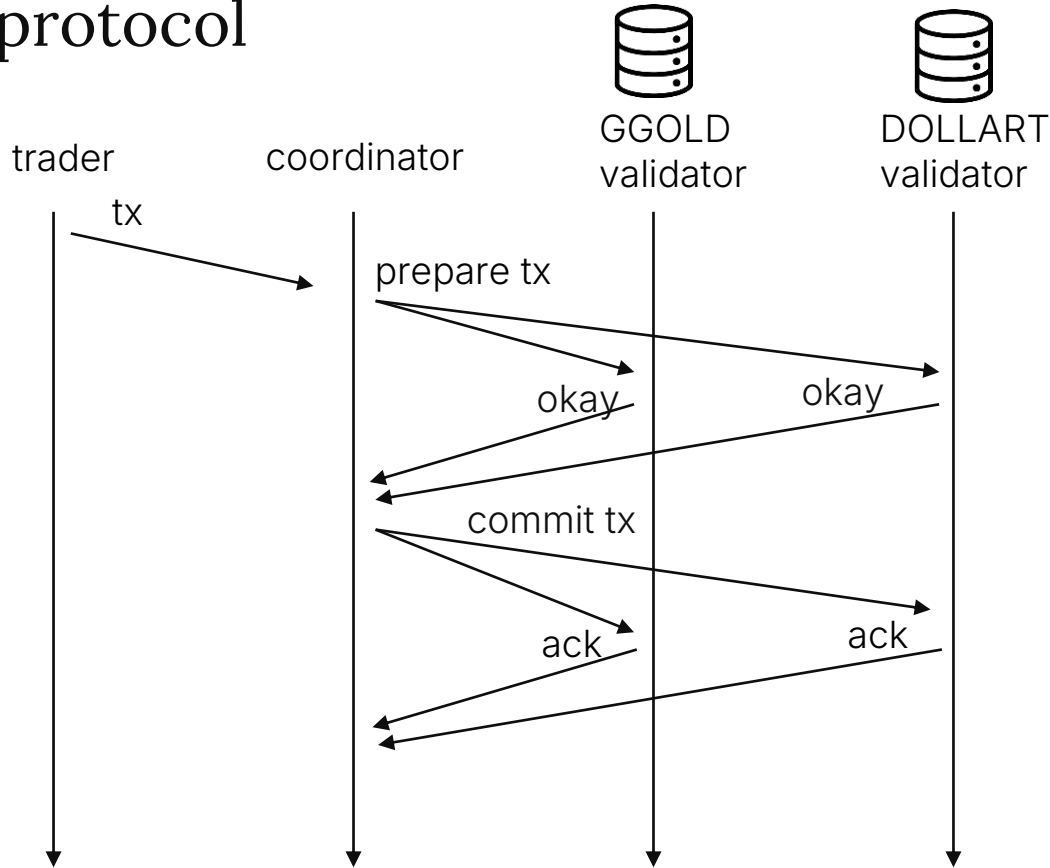 protocol
trader
coordinator
GGOLD
validator
DOLLART
validator
tx
prepare tx
okay
okay
commit tx
ack
ack